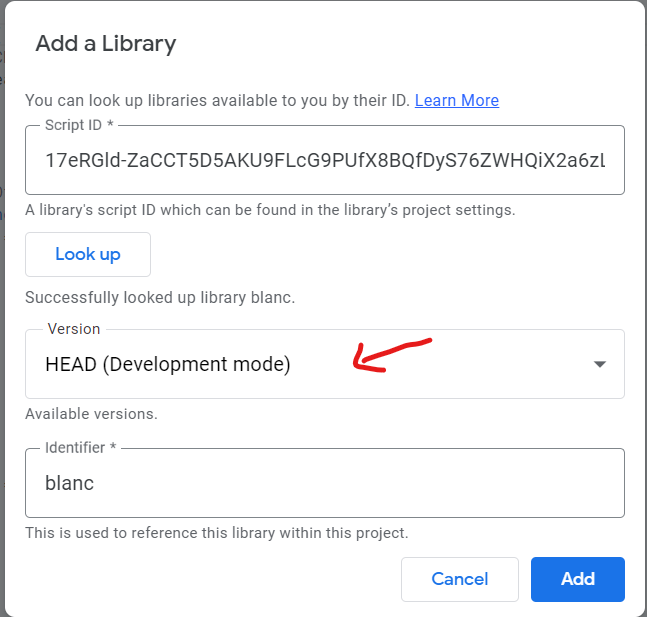 Add a Library
You can look up libraries available to you by their ID. Learn More
Script ID *
17eRGld-ZaCCT5D5AKU9FLcG9PUfX8BQfDyS76ZWHQiX2a6zL
A library's script ID which can be found in the library's project settings.
Look up
Successfully looked up library blanc.
Version
HEAD (Development mode)
Available versions.
Identifier *
blanc
This is used to reference this library within this project.
Cancel
Add